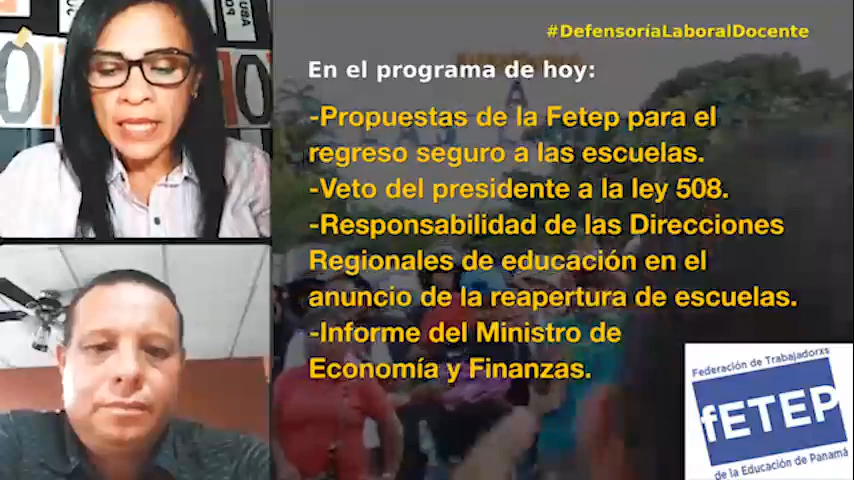 #DefensoríaLaboralDocente
En el programa de hoy:
-Propuestas de la Fetep para el
regreso seguro a las escuelas.
-Veto del presidente a la ley 508.
-Responsabilidad de las Direcciones
Regionales de educación en el
anuncio de la reapertura de escuelas.
-Informe del Ministro de
Economía y Finanzas.
Federación de Trabajadorxs
fETEP
de la Educación de Panamá